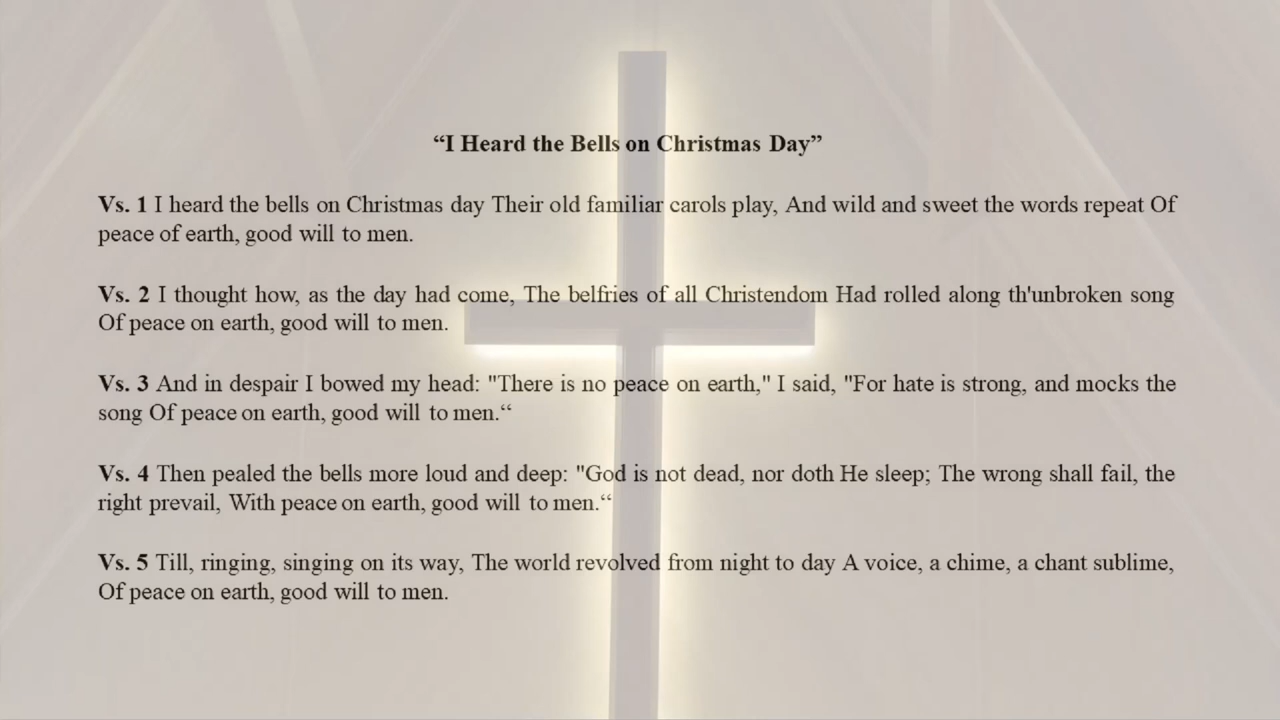 “I Heard the Bells on Christmas Day”
Vs. 1 I heard the bells on Christmas day Their old familiar carols play, And wild and sweet the words repeat Of
peace of earth, good will to men.
Vs. 2 I thought how, as the day had come, The belfries of all Christendom Had rolled along th'unbroken song
Of peace on earth, good will to men.
Vs. 3 And in despair I bowed my head: "There is no peace on earth," I said, "For hate is strong, and mocks the
song Of peace on earth, good will to men.“
Vs. 4 Then pealed the bells more loud and deep: "God is not dead, nor doth He sleep; The wrong shall fail, the
right prevail, With peace on earth, good will to men.“
Vs. 5 Till, ringing, singing on its way, The world revolved from night to day A voice, a chime, a chant sublime,
Of peace on earth, good will to men.